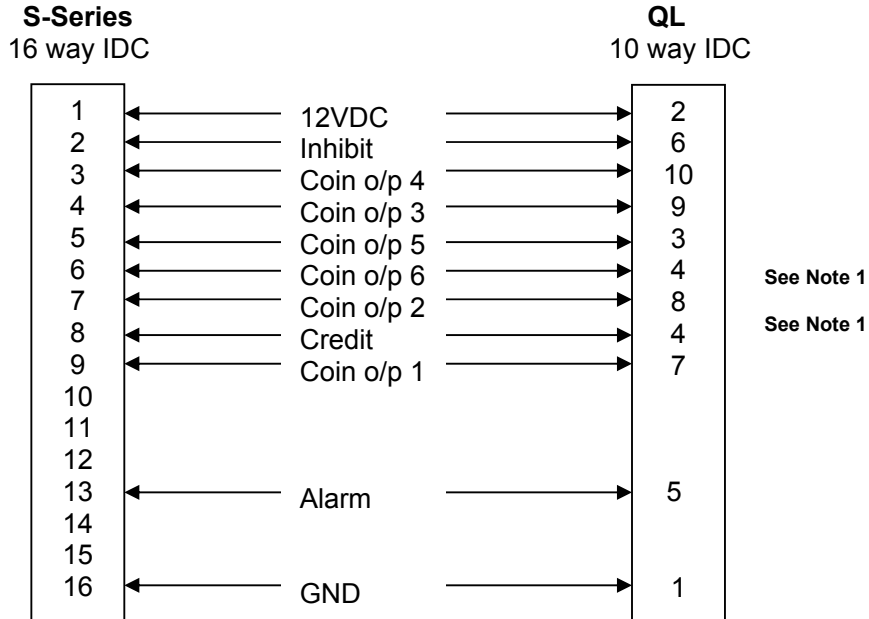 S-Series QL
16 way IDC 10 way IDC
1 12VDC 2
2 Inhibit 6
3 Coin o/p 4 10
4 Coin o/p 3 9
5 Coin o/p 5 3
6 Coin o/p 6 4 See Note 1
7 Coin o/p 2 8
8 Credit 4 See Note 1
9 Coin o/p 1 7
10
11
12
13 Alarm 5
14
15
16 GND 1